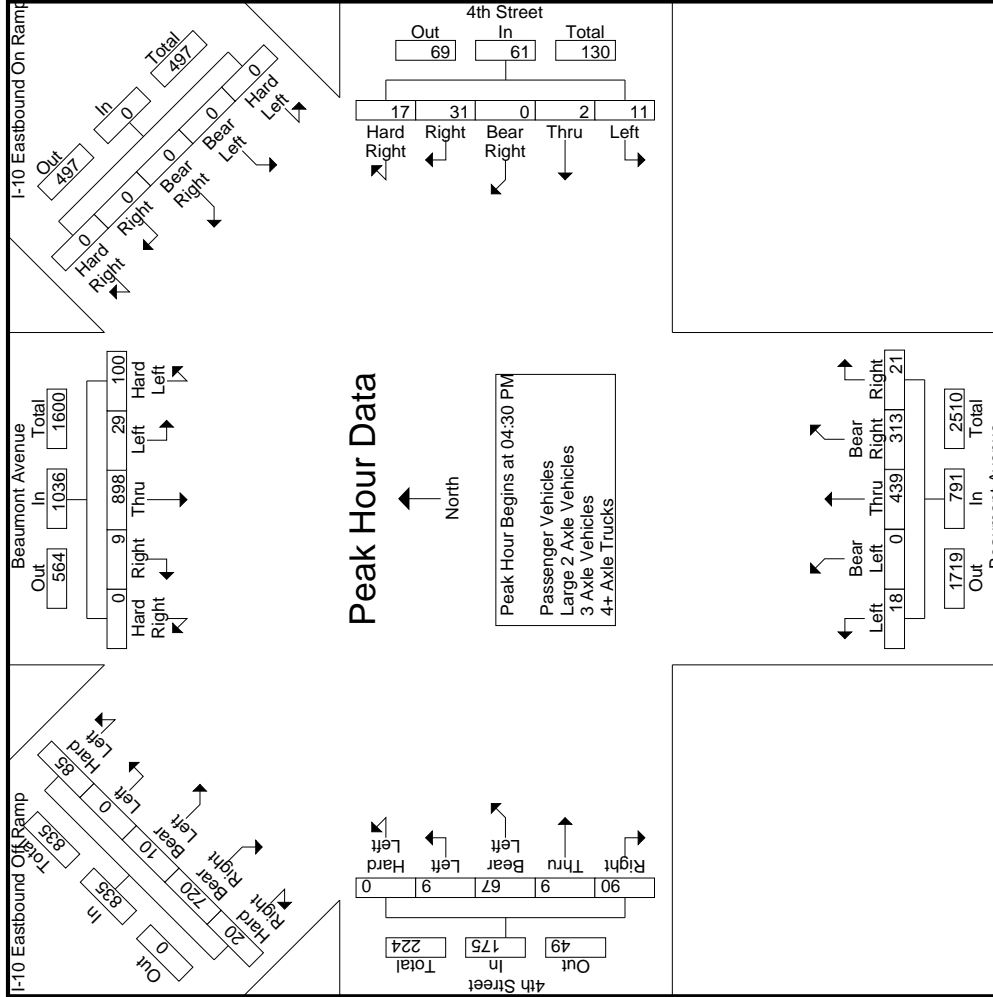 I-10 Eastbound Off Ramp
Out
In
Total
0
835
835
85
0
10
720
20
Hard Left
Left
Bear Left
Bear Right
Hard Right
Beaumont Avenue
Out
In
Total
564
1036
1600
0
9
898
29
100
Hard Right
Right
Thru
Left
Hard Left
I-10 Eastbound On Ramp
Out
In
Total
497
0
497
0
0
0
0
0
Hard Right
Right
Bear Right
Bear Left
Hard Left
4th Street
Out
In
Total
69
61
130
17
31
0
2
11
Hard Right
Right
Bear Right
Thru
Left
Peak Hour Data
North
Peak Hour Begins at 04:30 PM
Passenger Vehicles
Large 2 Axle Vehicles
3 Axle Vehicles
4+ Axle Trucks
4th Street
Out
In
Total
49
175
224
0
9
67
9
90
Hard Left
Left
Bear Left
Thru
Right
Left
Bear Left
Thru
Bear Right
Right
18
0
439
313
21
1719
791
2510
Out
In
Total
Beaumont Avenue